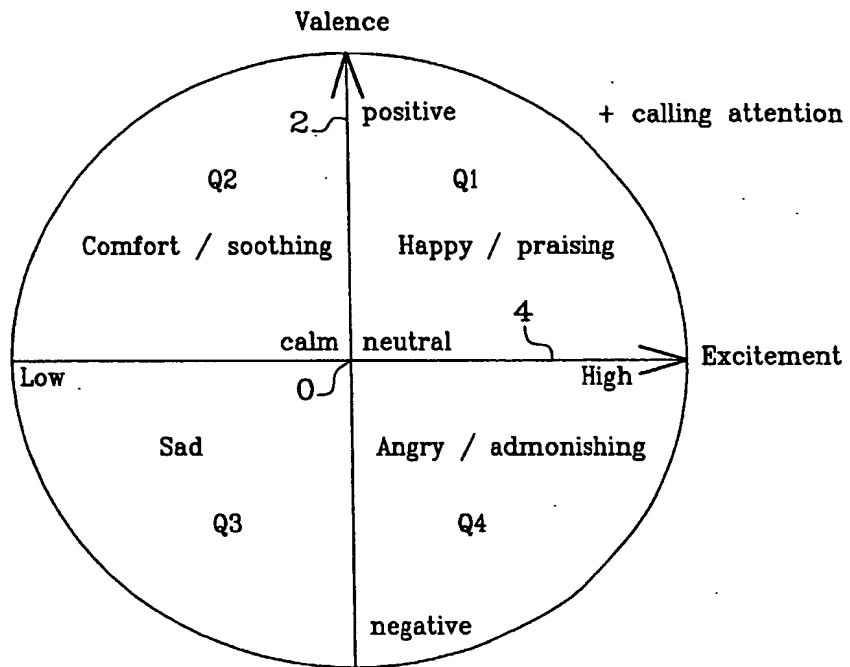 Valence
2 positive + calling attention
Q2 Q1
Comfort / soothing Happy / praising
4
calm neutral
Excitement
Low O High
Sad Angry / admonishing
Q3 Q4
negative